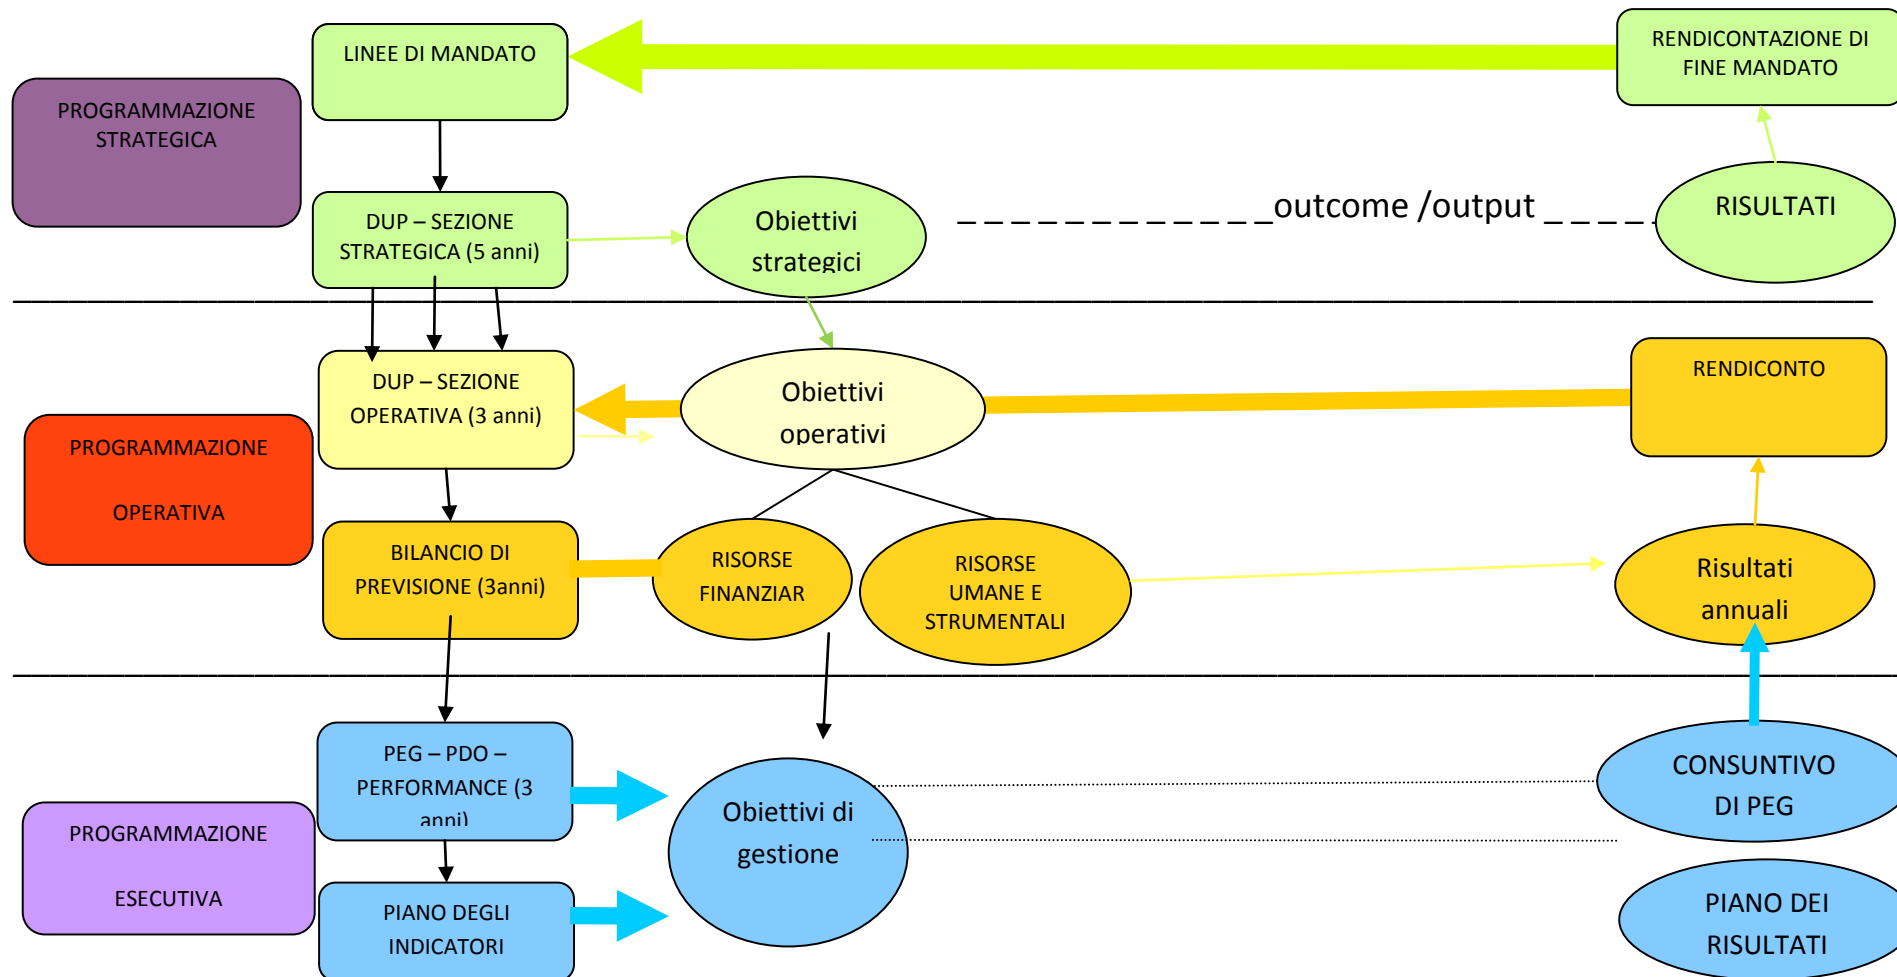 LINEE DI MANDATO
RENDICONTAZIONE DI
FINE MANDATO
PROGRAMMAZIONE
STRATEGICA
DUP – SEZIONE
STRATEGICA (5 anni)
Obiettivi
strategici
outcome /output
RISULTATI
DUP – SEZIONE
OPERATIVA (3 anni)
Obiettivi
operativi
RENDICONTO
PROGRAMMAZIONE
OPERATIVA
BILANCIO DI
PREVISIONE (3anni)
RISORSE
FINANZIAR
RISORSE
UMANE E
STRUMENTALI
Risultati
annuali
PEG – PDO –
PERFORMANCE (3
anni)
Obiettivi di
gestione
CONSUNTIVO
DI PEG
PROGRAMMAZIONE
ESECUTIVA
PIANO DEGLI
INDICATORI
PIANO DEI
RISULTATI